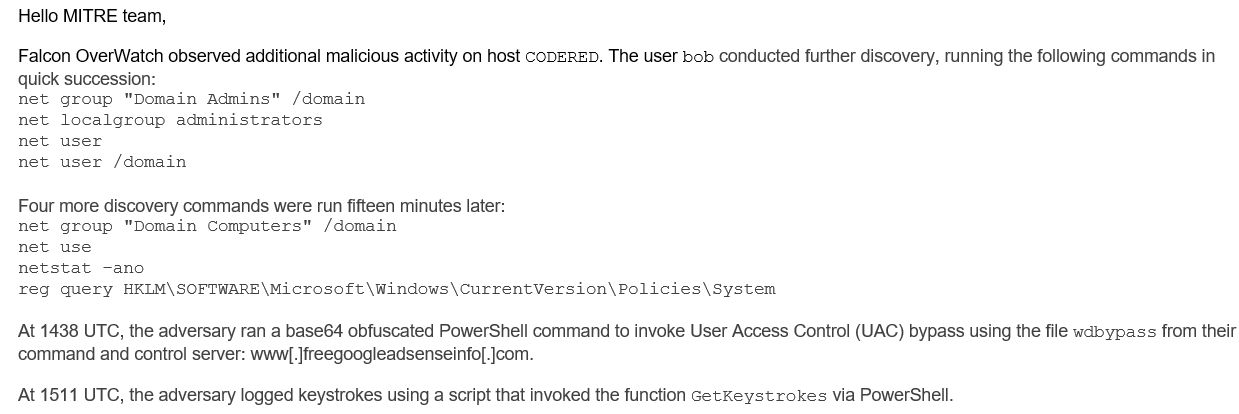 Hello MITRE team,
Falcon OverWatch observed additional malicious activity on host CODERED. The user bob conducted further discovery, running the following commands in
quick succession:
net group "Domain Admins" /domain
net localgroup administrators
net user
net user /domain
Four more discovery commands were run fifteen minutes later:
net group "Domain Computers" /domain
net use
netstat -ano
reg query HKLM\SOFTWARE\Microsoft\Windows\CurrentVersion\Policies\System
At 1438 UTC, the adversary ran a base64 obfuscated PowerShell command to invoke User Access Control (UAC) bypass using the file wdbypass from their
command and control server: www[.]freegoogleadsenseinfo[.]com.
At 1511 UTC, the adversary logged keystrokes using a script that invoked the function GetKeystrokes via PowerShell.